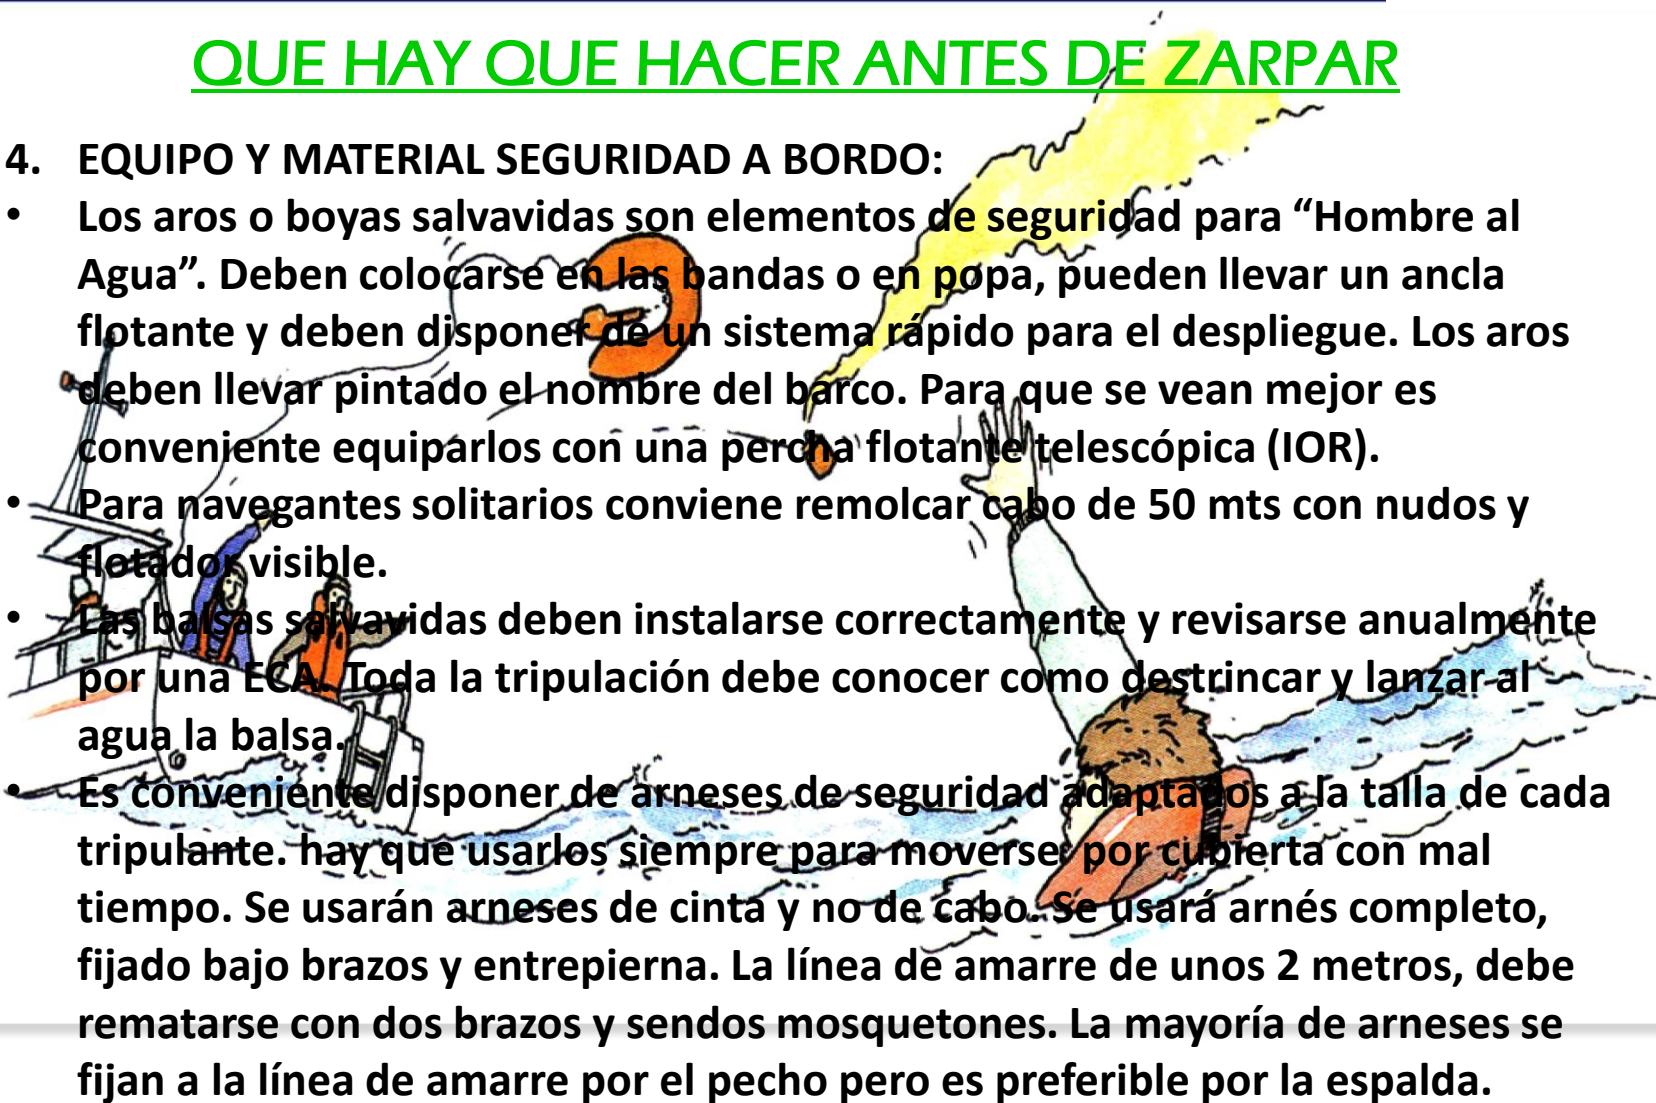 QUE HAY QUE HACER ANTES DE ZARPAR
4. EQUIPO Y MATERIAL SEGURIDAD A BORDO:
• Los aros o boyas salvavidas son elementos de seguridad para “Hombre al
Agua”. Deben colocarse en las bandas o en popa, pueden llevar un ancla
flotante y deben disponer de un sistema rápido para el despliegue. Los aros
deben llevar pintado el nombre del barco. Para que se vean mejor es
conveniente equiparlos con una percha flotante telescópica (IOR).
• Para navegantes solitarios conviene remolcar cabo de 50 mts con nudos y
flotador visible.
• Las balsas salvavidas deben instalarse correctamente y revisarse anualmente
por una ECA. Toda la tripulación debe conocer como destrincar y lanzar al
agua la balsa.
• Es conveniente disponer de arneses de seguridad adaptados a la talla de cada
tripulante. hay que usarlos siempre para moverse por cubierta con mal
tiempo. Se usarán arneses de cinta y no de cabo. Se usará arnés completo,
fijado bajo brazos y entrepierna. La línea de amarre de unos 2 metros, debe
rematarse con dos brazos y sendos mosquetones. La mayoría de arneses se
fijan a la línea de amarre por el pecho pero es preferible por la espalda.